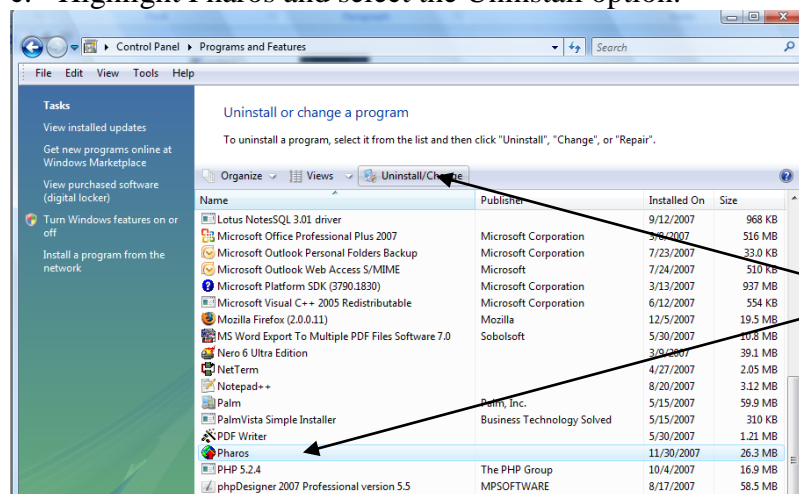 Highlight Pharos and select the Uninstall option.
Control Panel Programs and Features Search
File Edit View Tools Help
Tasks
View installed updates
Get new programs online at
Windows Marketplace
View purchased software
(digital locker)
Turn Windows features on or
off
Install a program from the
network
Uninstall or change a program
To uninstall a program, select it from the list and then click "Uninstall", "Change", or "Repair".
Organize Views Uninstall/Change
Name Publisher Installed On Size
Lotus NotesSQL 3.01 driver 9/12/2007 968 KB
Microsoft Office Professional Plus 2007 Microsoft Corporation 3/8/2007 516 MB
Microsoft Outlook Personal Folders Backup Microsoft Corporation 7/23/2007 33.0 KB
Microsoft Outlook Web Access S/MIME Microsoft 7/24/2007 510 KB
Microsoft Platform SDK (3790.1830) Microsoft Corporation 3/13/2007 937 MB
Microsoft Visual C++ 2005 Redistributable Microsoft Corporation 6/12/2007 554 KB
Mozilla Firefox (2.0.0.11) Mozilla 12/5/2007 19.5 MB
MS Word Export To Multiple PDF Files Software 7.0 Sobolsoft 5/30/2007 10.8 MB
Nero 6 Ultra Edition 3/9/2007 39.1 MB
NetTerm 4/27/2007 2.05 MB
Notepad++ 8/20/2007 3.12 MB
Palm Palm, Inc. 5/15/2007 59.9 MB
PalmVista Simple Installer Business Technology Solved 5/15/2007 310 KB
PDF Writer 5/30/2007 1.21 MB
Pharos 11/30/2007 26.3 MB
PHP 5.2.4 The PHP Group 10/4/2007 16.9 MB
phpDesigner 2007 Professional version 5.5 MPSOFTWARE 8/17/2007 58.5 MB